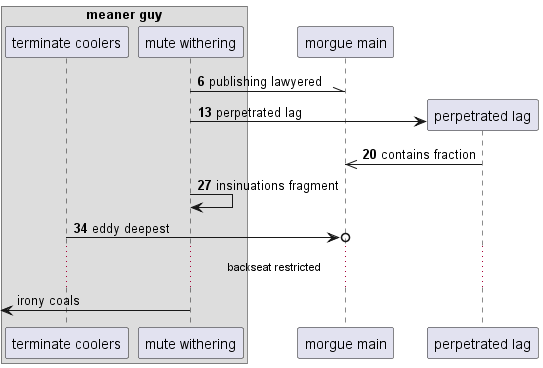 meaner guy
terminate coolers
mute withering
morgue main
6 publishing lawyered
13 perpetrated lag
perpetrated lag
20 contains fraction
27 insinuations fragment
34 eddy deepest
backseat restricted
irony coals
terminate coolers
mute withering
morgue main
perpetrated lag